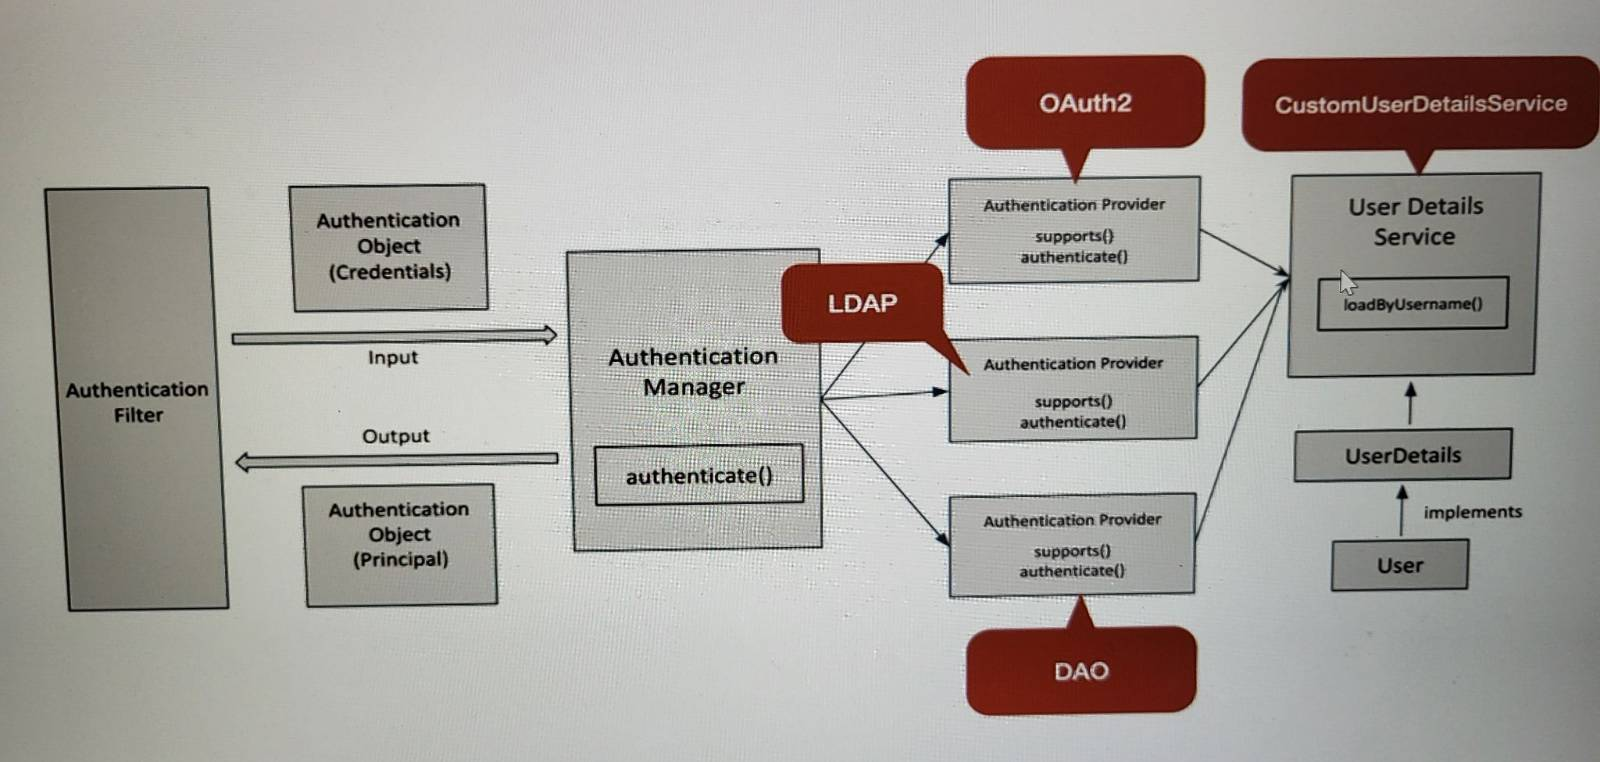 OAuth2
CustomUserDetailsService
Authentication
Object
(Credentials)
Authentication Provider
supports()
authenticate()
User Details
Service
loadByUsername()
LDAP
Input
Authentication
Manager
authenticate()
Authentication Provider
supports()
authenticate()
Authentication
Filter
Output
Authentication
Object
(Principal)
UserDetails
implements
User
Authentication Provider
supports()
authenticate()
DAO